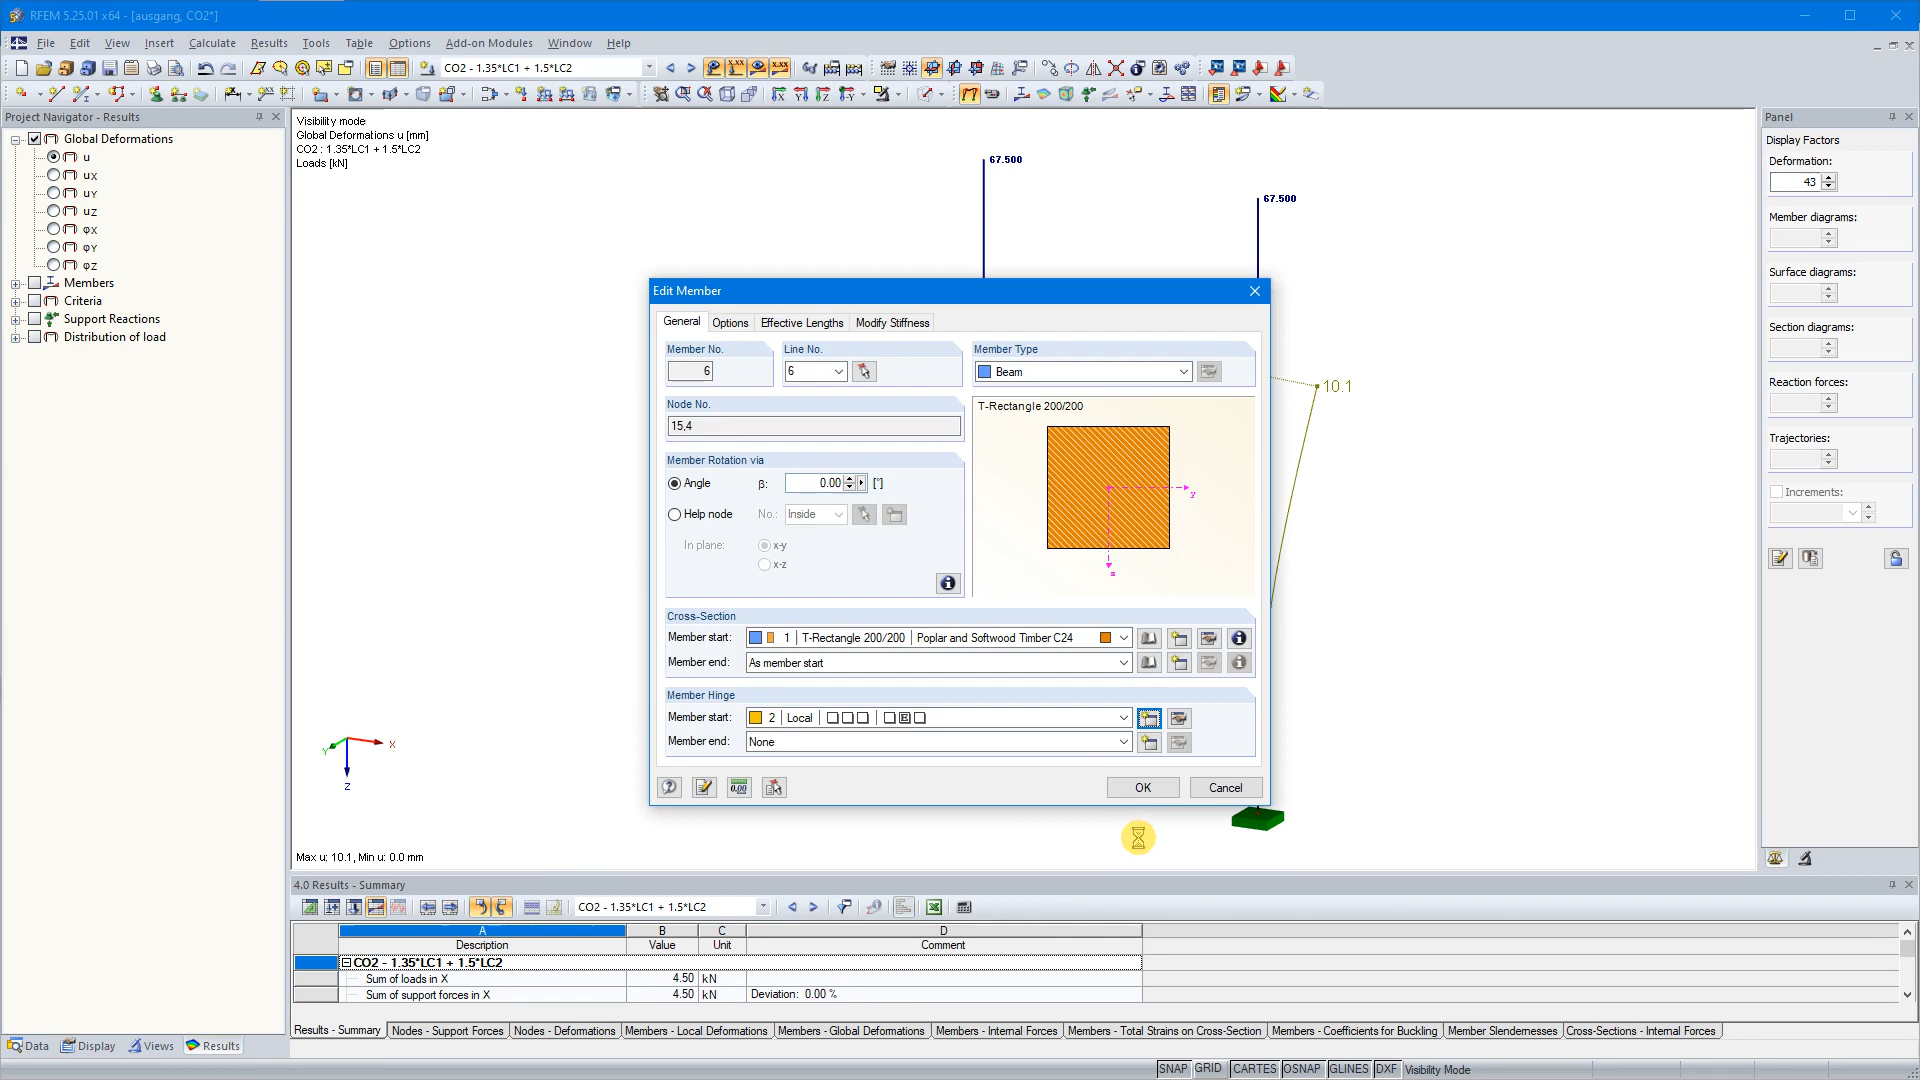 RFEM 5.25.01 x64 - [ausgang, CO2*]
File Edit View Insert Calculate Results Tools Table Options Add-on Modules Window Help
CO2 - 1.35*LC1 + 1.5*LC2
Project Navigator - Results
Global Deformations
u
uX
uY
uZ
φX
φY
φZ
Members
Criteria
Support Reactions
Distribution of load
Data Display Views Results
Visibility mode
Global Deformations u [mm]
CO2 : 1.35*LC1 + 1.5*LC2
Loads [kN]
67.500
67.500
10.1
X
Y
Z
Max u: 10.1, Min u: 0.0 mm
Edit Member
General Options Effective Lengths Modify Stiffness
Member No.
6
Line No.
6
Member Type
Beam
Node No.
15,4
T-Rectangle 200/200
y
z
Member Rotation via
Angle β: 0.00 [°]
Help node No.: Inside
In plane: x-y
x-z
Cross-Section
Member start: 1 T-Rectangle 200/200 Poplar and Softwood Timber C24
Member end: As member start
Member Hinge
Member start: 2 Local
Member end: None
OK Cancel
Panel
Display Factors
Deformation:
43
Member diagrams:
Surface diagrams:
Section diagrams:
Reaction forces:
Trajectories:
Increments:
4.0 Results - Summary
CO2 - 1.35*LC1 + 1.5*LC2
A B C D
Description Value Unit Comment
CO2 - 1.35*LC1 + 1.5*LC2
Sum of loads in X 4.50 kN
Sum of support forces in X 4.50 kN Deviation: 0.00 %
Results - Summary Nodes - Support Forces Nodes - Deformations Members - Local Deformations Members - Global Deformations Members - Internal Forces Members - Total Strains on Cross-Section Members - Coefficients for Buckling Member Slendernesses Cross-Sections - Internal Forces
SNAP GRID CARTES OSNAP GLINES DXF Visibility Mode